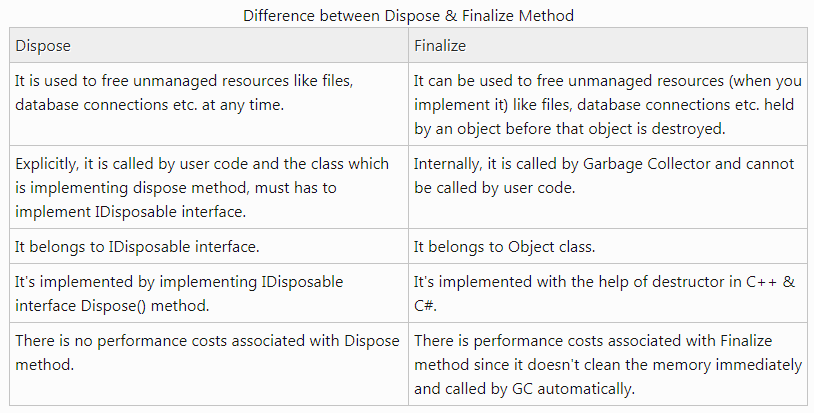 Difference between Dispose & Finalize Method
Dispose
Finalize
It is used to free unmanaged resources like files,
database connections etc. at any time.
It can be used to free unmanaged resources (when you
implement it) like files, database connections etc. held
by an object before that object is destroyed.
Explicitly, it is called by user code and the class which
is implementing dispose method, must has to
implement IDisposable interface.
Internally, it is called by Garbage Collector and cannot
be called by user code.
It belongs to IDisposable interface.
It belongs to Object class.
It's implemented by implementing IDisposable
interface Dispose() method.
It's implemented with the help of destructor in C++ &
C#.
There is no performance costs associated with Dispose
method.
There is performance costs associated with Finalize
method since it doesn't clean the memory immediately
and called by GC automatically.